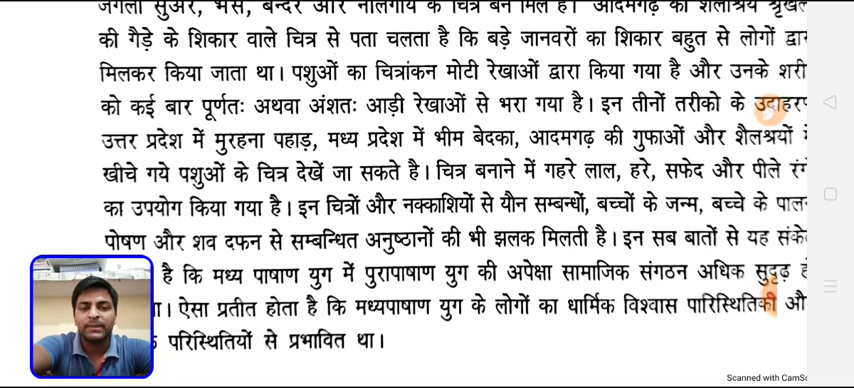 जंगली सुअर, भैंस, बन्दर और नीलगाय के चित्र बने मिले हैं। आदमगढ़ की शैलाश्रय श्रृंखला
की गैड़े के शिकार वाले चित्र से पता चलता है कि बड़े जानवरों का शिकार बहुत से लोगों द्वार
मिलकर किया जाता था। पशुओं का चित्रांकन मोटी रेखाओं द्वारा किया गया है और उनके शरी
को कई बार पूर्णतः अथवा अंशतः आड़ी रेखाओं से भरा गया है। इन तीनों तरीको के उदाहरण
उत्तर प्रदेश में मुरहना पहाड़, मध्य प्रदेश में भीम बेदका, आदमगढ़ की गुफाओं और शैलश्रयों में
खीचे गये पशुओं के चित्र देखें जा सकते है। चित्र बनाने में गहरे लाल, हरे, सफेद और पीले रंग
का उपयोग किया गया है। इन चित्रों और नक्काशियों से यौन सम्बन्धों, बच्चों के जन्म, बच्चे के पालन
पोषण और शव दफन से सम्बन्धित अनुष्ठानों की भी झलक मिलती है। इन सब बातों से यह संके
है कि मध्य पाषाण युग में पुरापाषाण युग की अपेक्षा सामाजिक संगठन अधिक सुदृढ़ ह
ा। ऐसा प्रतीत होता है कि मध्यपाषाण युग के लोगों का धार्मिक विश्वास पारिस्थितिकी औ
परिस्थितियों से प्रभावित था।
Scanned with CamSc